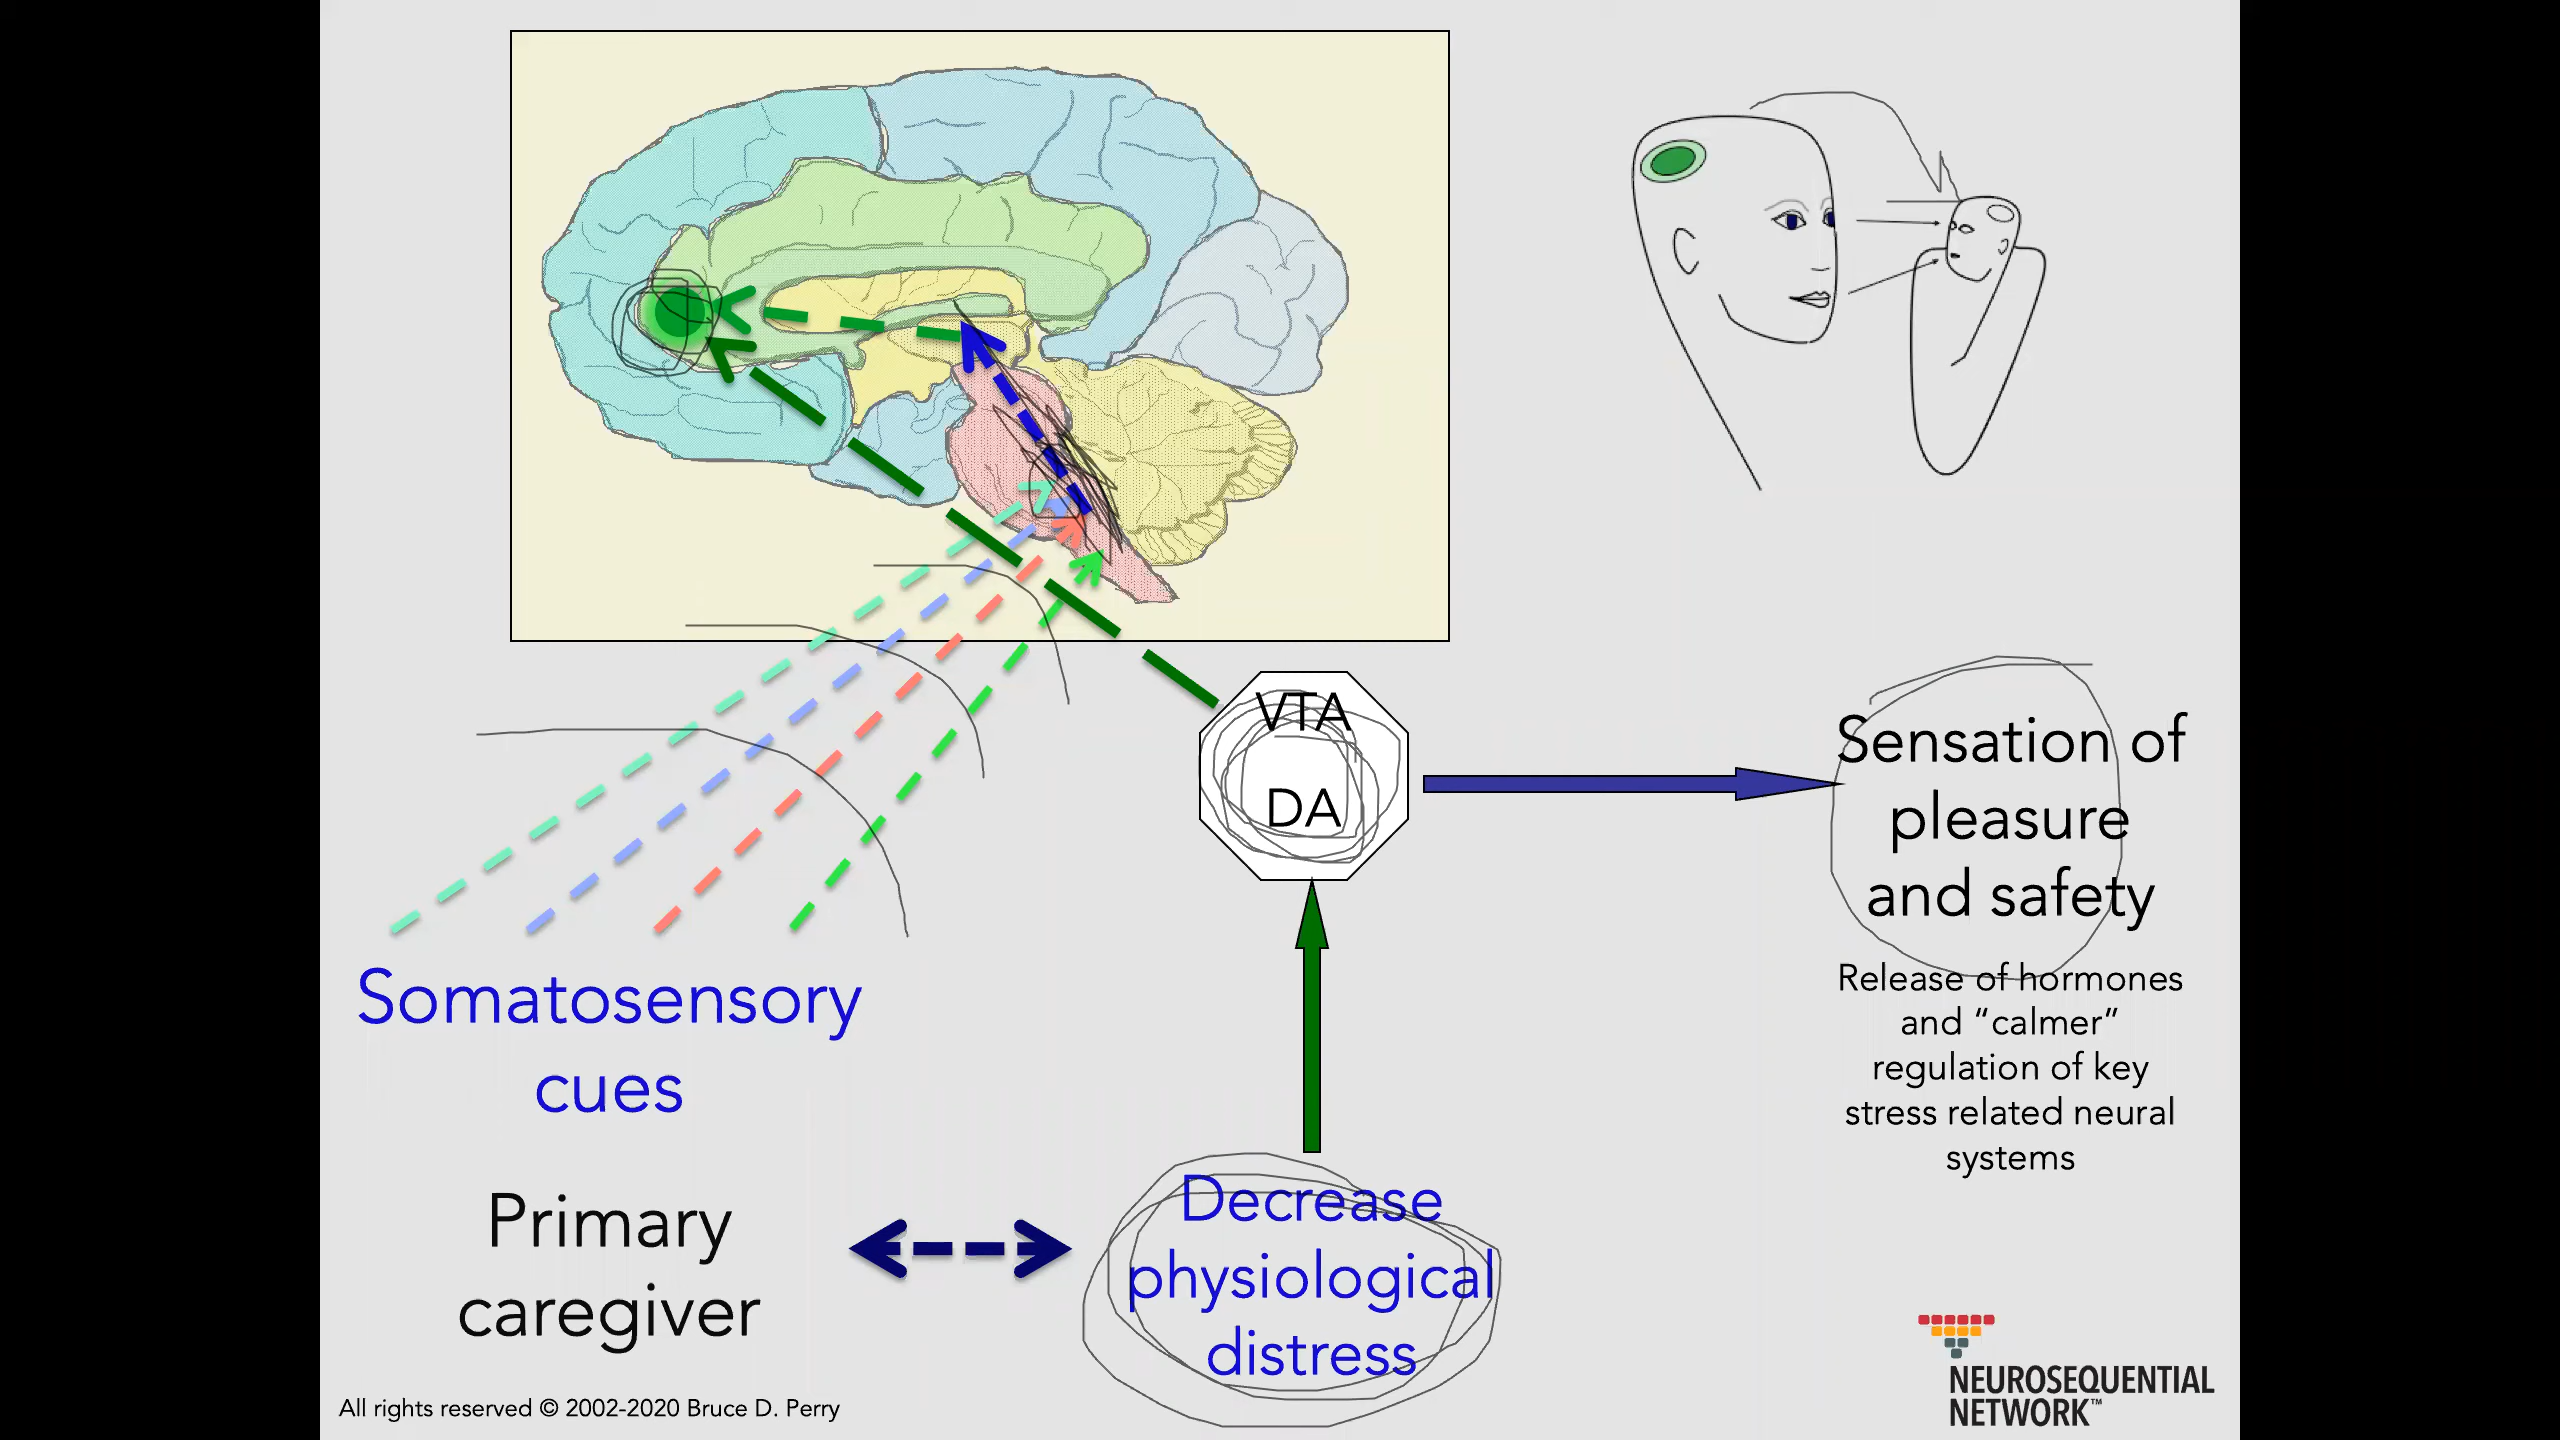 VTA
DA
Sensation of
pleasure
and safety
Release of hormones
and “calmer”
regulation of key
stress related neural
systems
Somatosensory
cues
Primary
caregiver
Decrease
physiological
distress
All rights reserved © 2002-2020 Bruce D. Perry
NEUROSEQUENTIAL
NETWORK™